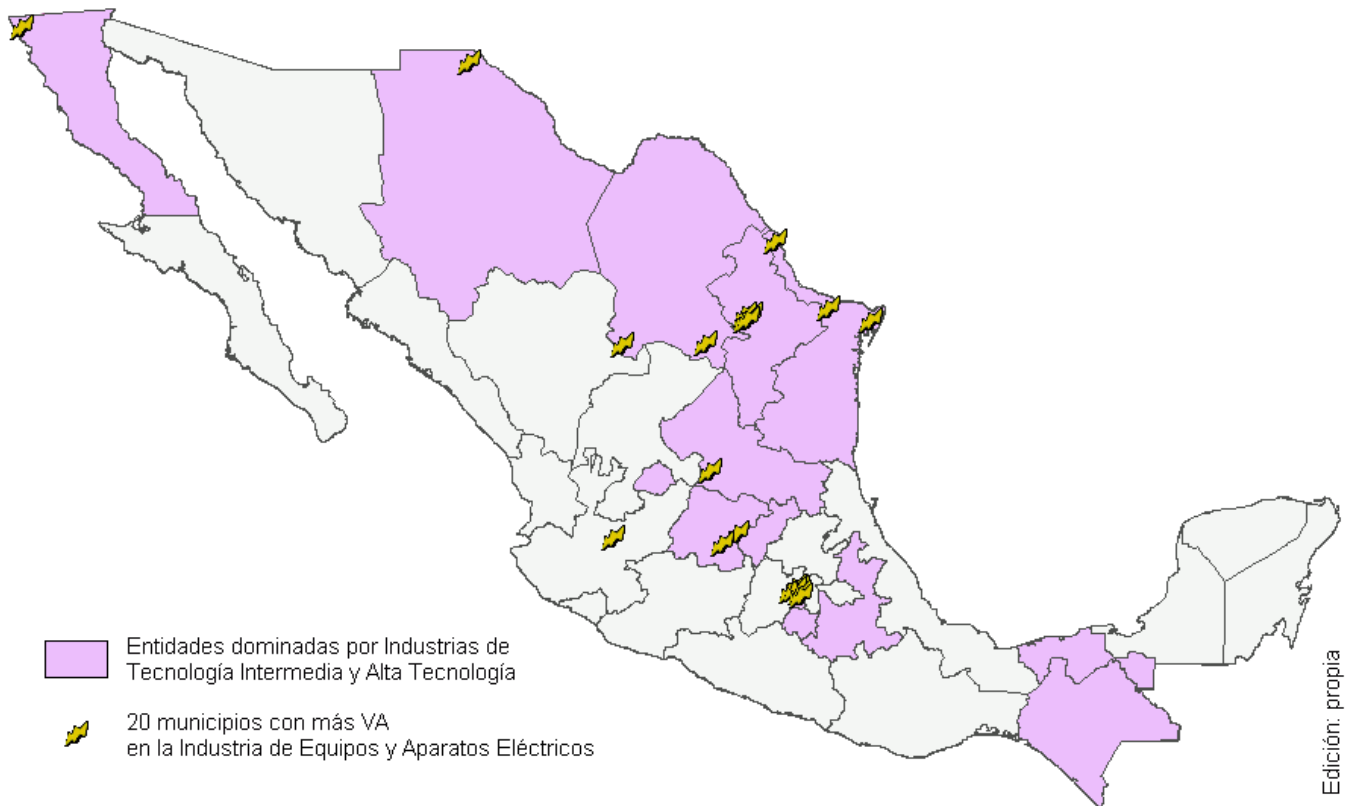 Entidades dominadas por Industrias de
Tecnología Intermedia y Alta Tecnología
20 municipios con más VA
en la Industria de Equipos y Aparatos Eléctricos
Edición: propia